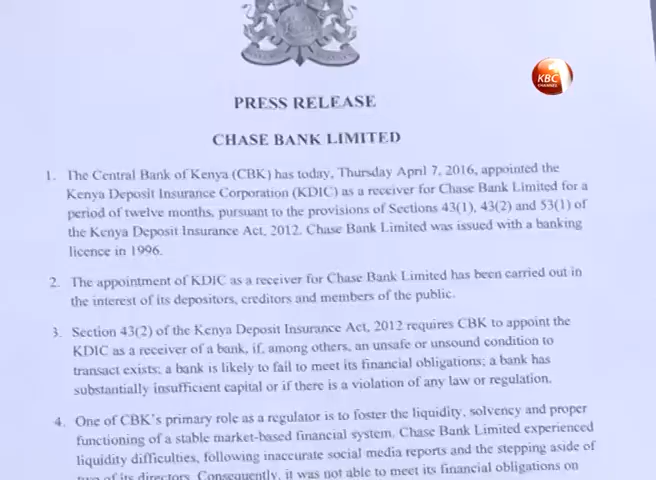 KBC
CHANNEL
1
PRESS RELEASE
CHASE BANK LIMITED
1. The Central Bank of Kenya (CBK) has today, Thursday April 7, 2016, appointed the
Kenya Deposit Insurance Corporation (KDIC) as a receiver for Chase Bank Limited for a
period of twelve months, pursuant to the provisions of Sections 43(1), 43(2) and 53(1) of
the Kenya Deposit Insurance Act, 2012. Chase Bank Limited was issued with a banking
licence in 1996.
2. The appointment of KDIC as a receiver for Chase Bank Limited has been carried out in
the interest of its depositors, creditors and members of the public.
3. Section 43(2) of the Kenya Deposit Insurance Act, 2012 requires CBK to appoint the
KDIC as a receiver of a bank, if, among others, an unsafe or unsound condition to
transact exists; a bank is likely to fail to meet its financial obligations; a bank has
substantially insufficient capital or if there is a violation of any law or regulation.
4. One of CBK's primary role as a regulator is to foster the liquidity, solvency and proper
functioning of a stable market-based financial system. Chase Bank Limited experienced
liquidity difficulties, following inaccurate social media reports and the stepping aside of
two of its directors. Consequently, it was not able to meet its financial obligations on